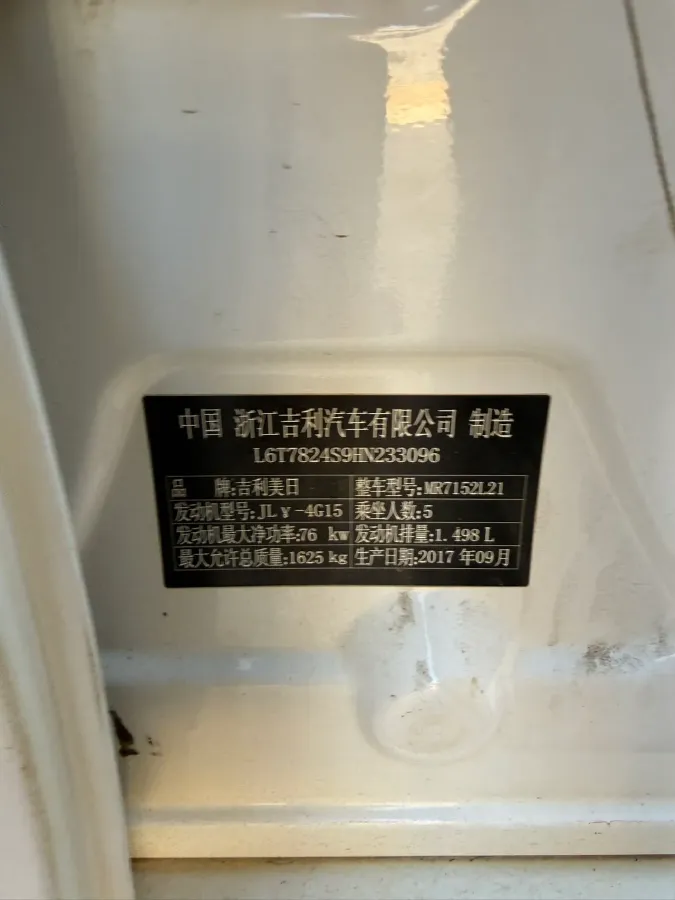 中国 浙江吉利汽车有限公司 制造
L6T7824S9HN233096
品 牌:吉利美日 整车型号:MR7152L21
发动机型号:JLγ-4G15 乘坐人数:5
发动机最大净功率:76 kw 发动机排量:1.498 L
最大允许总质量:1625 kg 生产日期:2017 年 09月